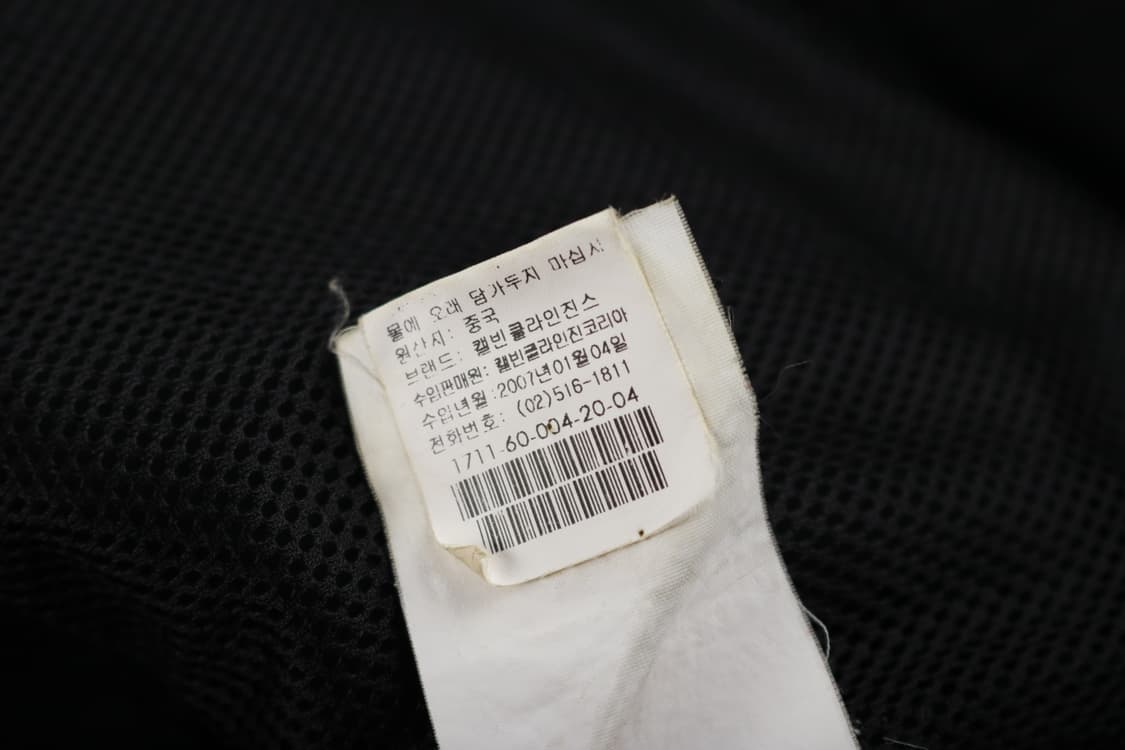 물에 오래 담가두지 마십시
원산지: 중국
브랜드: 캘빈클라인진스
수입판매원: 캘빈클라인진코리아
수입년월:2007년01월04일
전화번호: (02)516-1811
1711-60-004-20-04